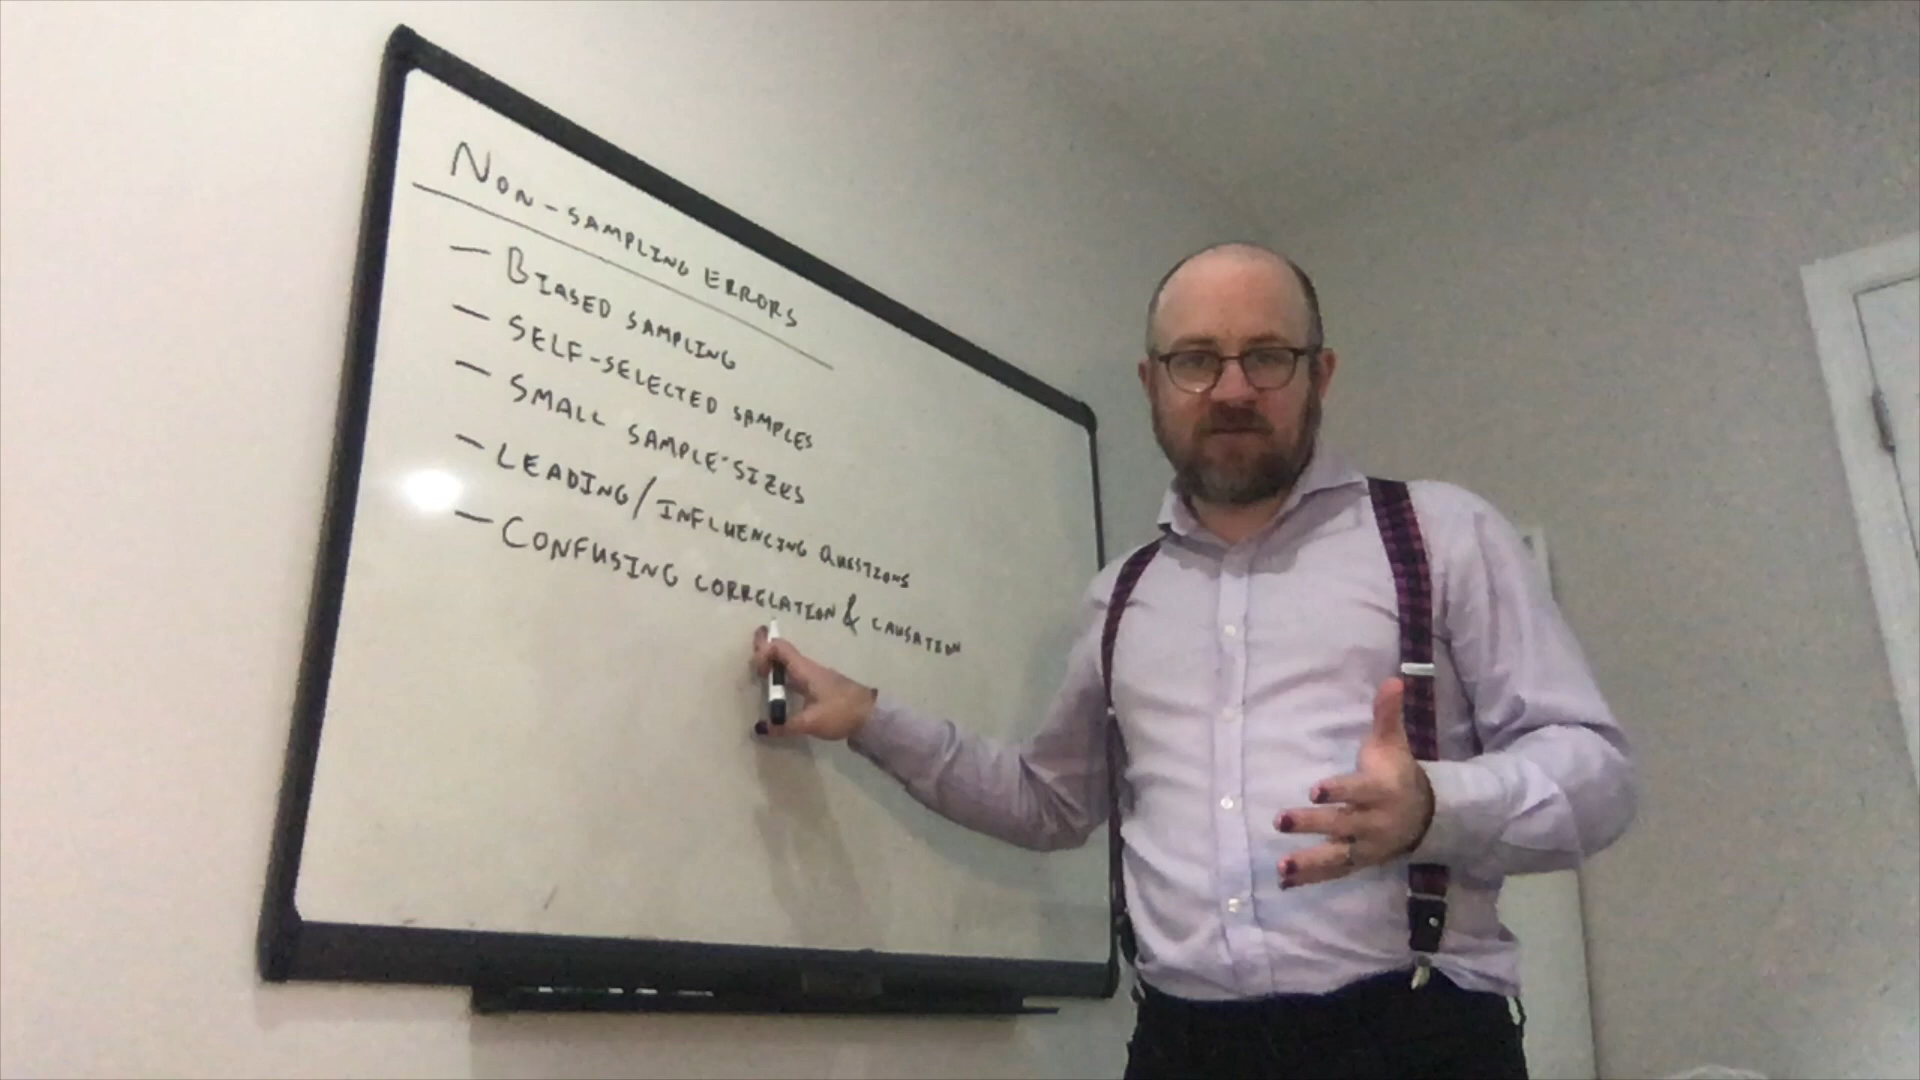 NON-SAMPLING ERRORS
- BIASED SAMPLING
- SELF-SELECTED SAMPLES
- SMALL SAMPLE-SIZES
- LEADING/INFLUENCING QUESTIONS
- CONFUSING CORRELATION & CAUSATION